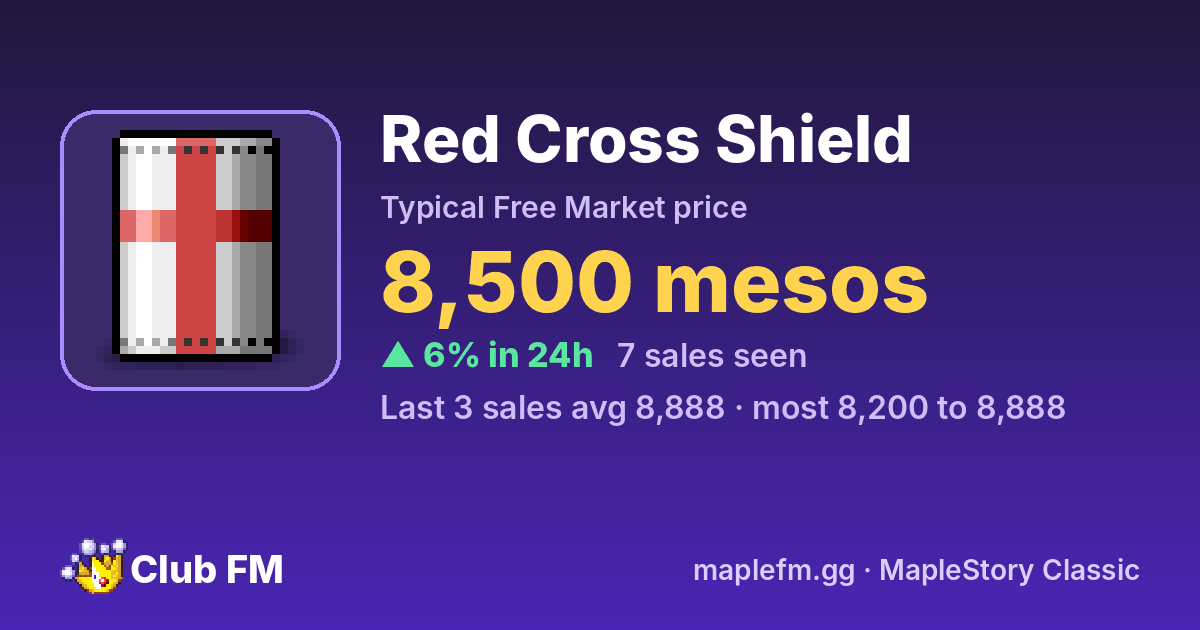 Red Cross Shield
Typical Free Market price
8,500 mesos
▲ 6% in 24h 7 sales seen
Last 3 sales avg 8,888 · most 8,200 to 8,888
Club FM
maplefm.gg · MapleStory Classic